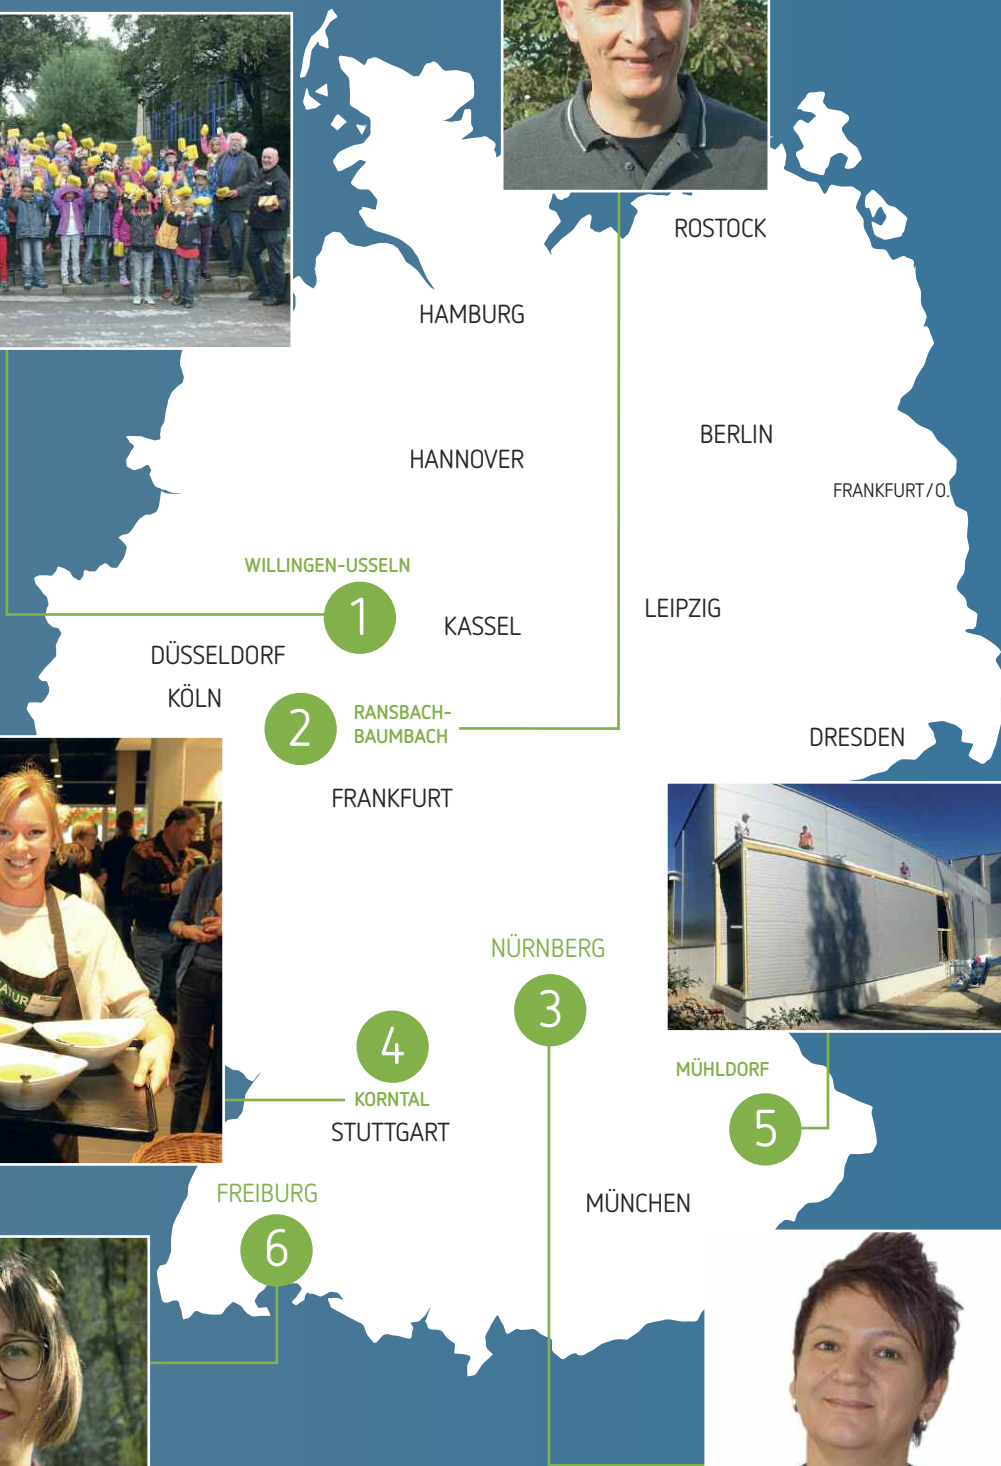 ROSTOCK
HAMBURG
BERLIN
HANNOVER
FRANKFURT/O.
WILLINGEN-USSELN
1
LEIPZIG
KASSEL
DÜSSELDORF
KÖLN
2
RANSBACH-
BAUMBACH
DRESDEN
FRANKFURT
NÜRNBERG
3
4
KORNTAL
STUTTGART
MÜHLDORF
5
FREIBURG
6
MÜNCHEN